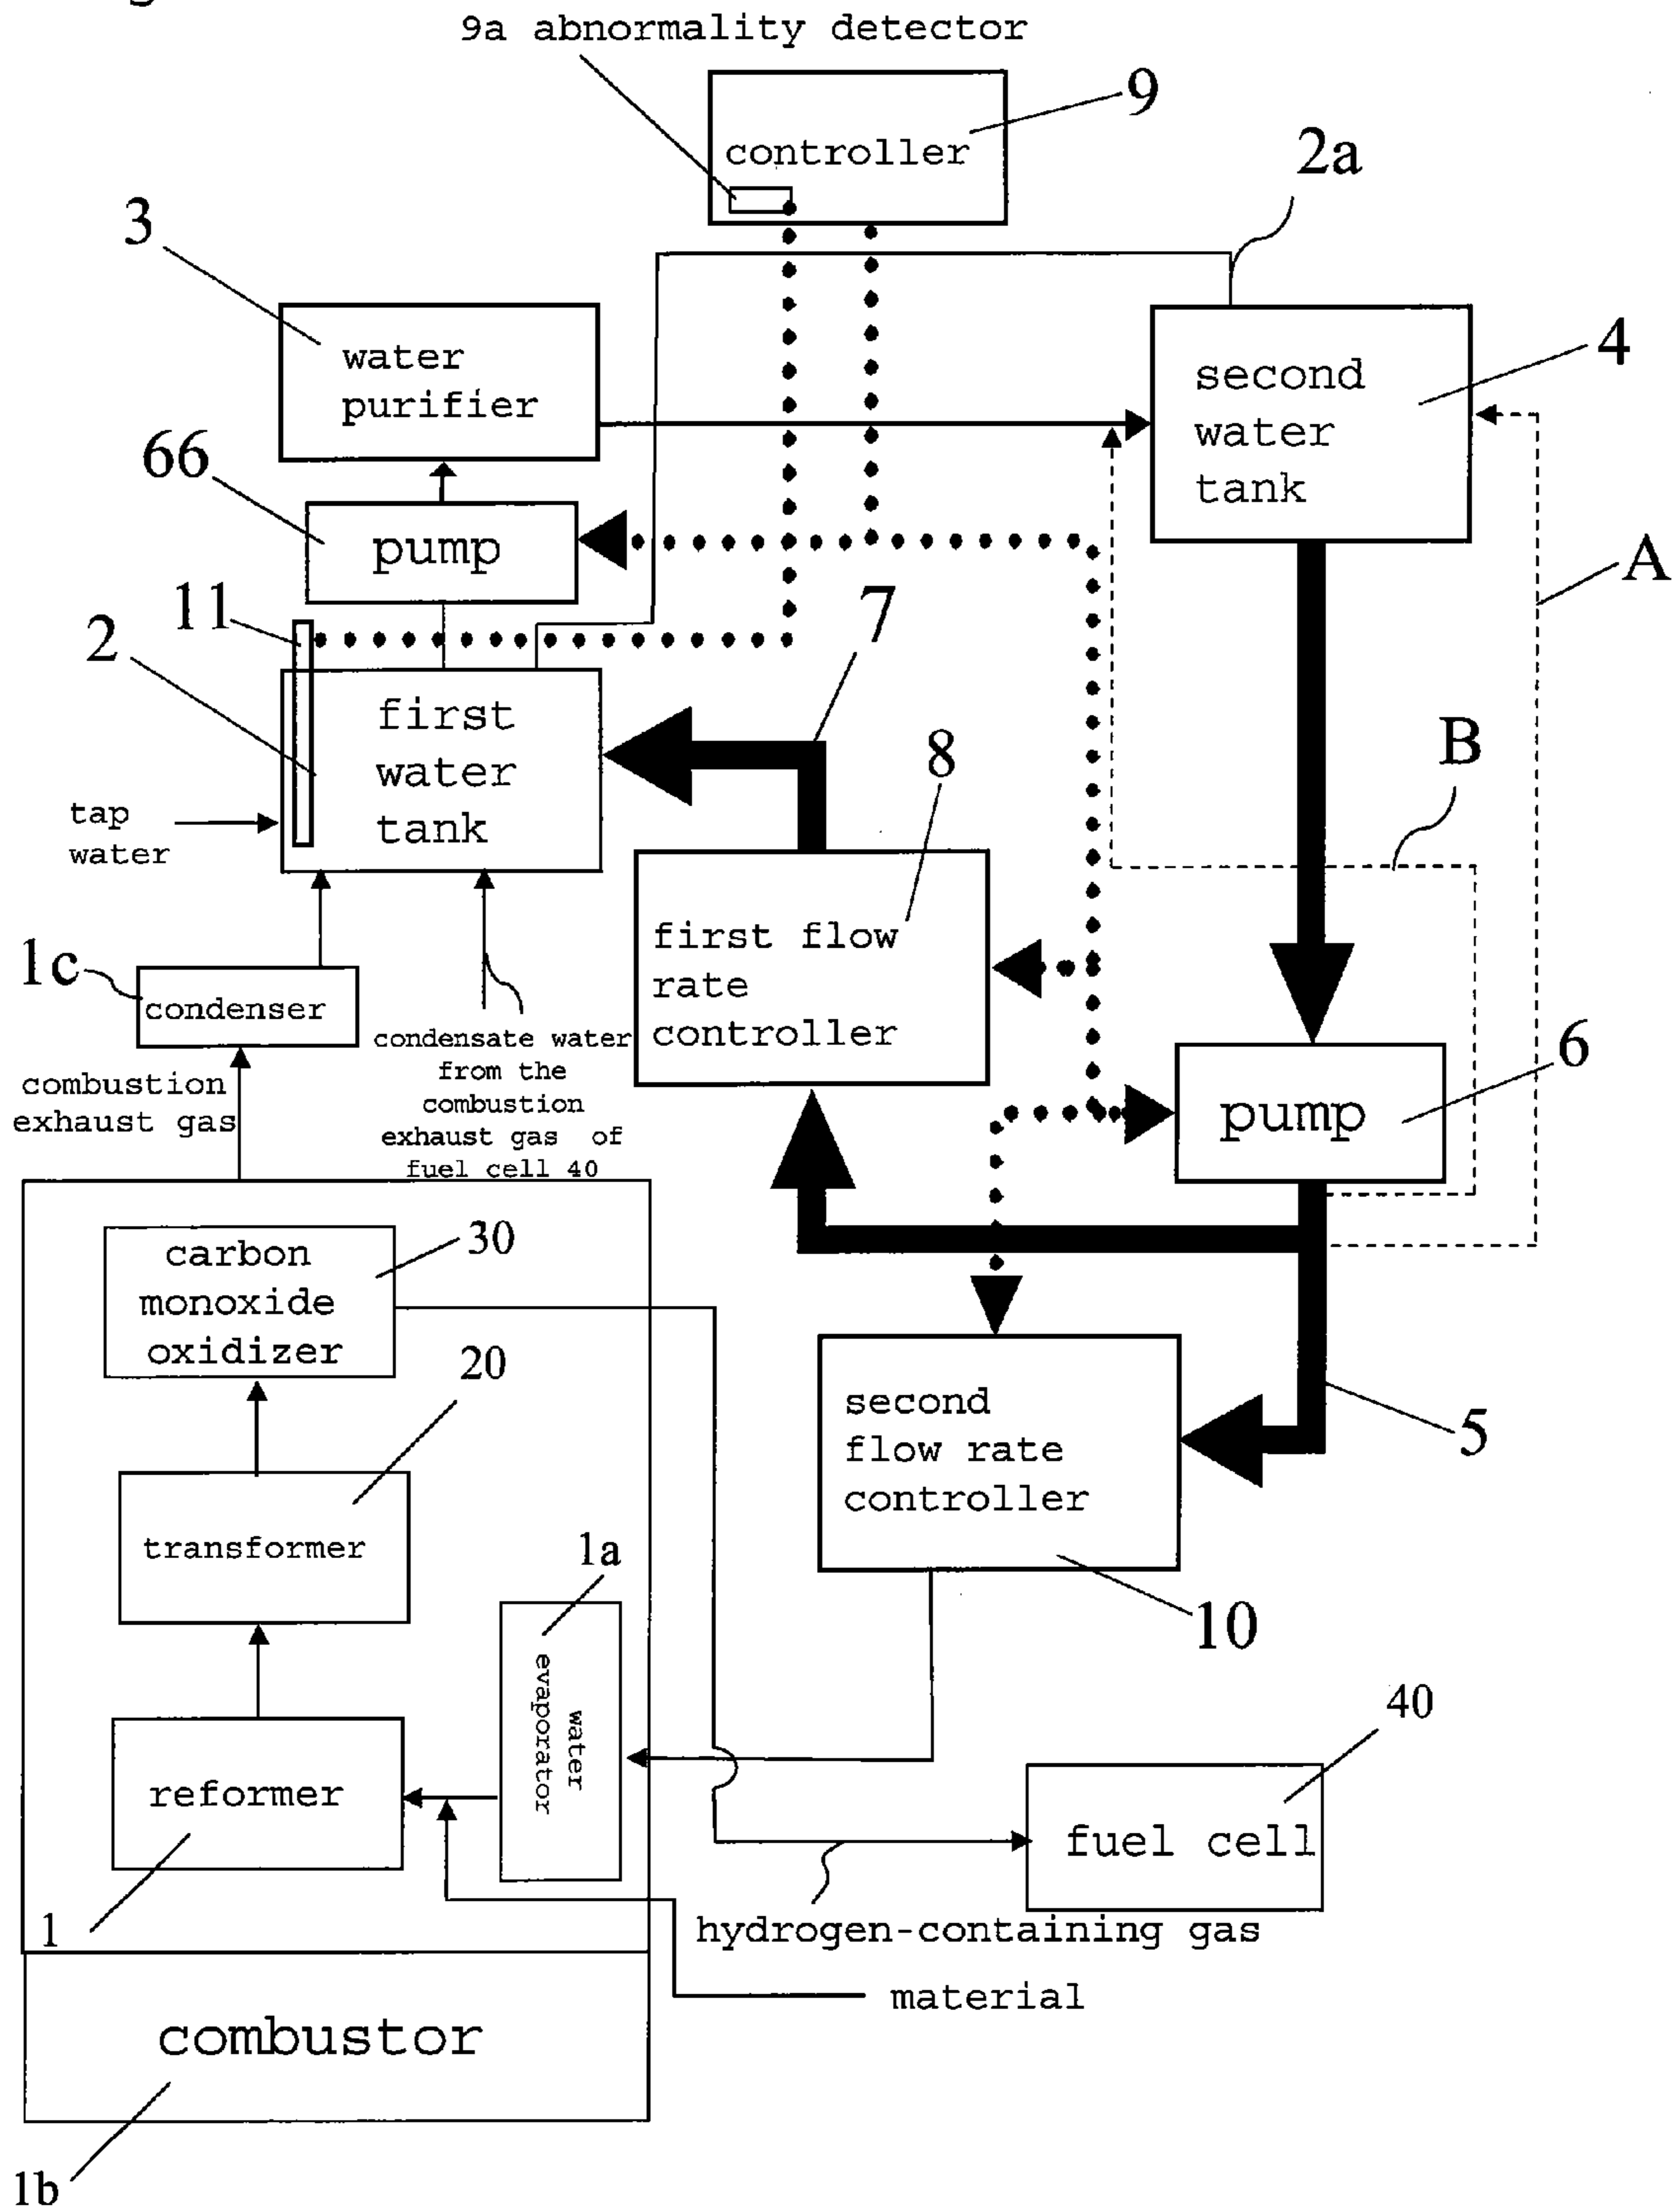 9a abnormality detector
9
controller
2a
3
water
purifier
4
second
water
tank
66
pump
A
11
2
7
first
water
tank
8
B
tap
water
first flow
rate
controller
1c
condenser
condensate water
from the
combustion
exhaust gas of
fuel cell 40
combustion
exhaust gas
6
pump
30
carbon
monoxide
oxidizer
20
second
flow rate
controller
5
transformer
1a
water
evaporator
10
40
reformer
fuel cell
1
hydrogen-containing gas
material
combustor
1b